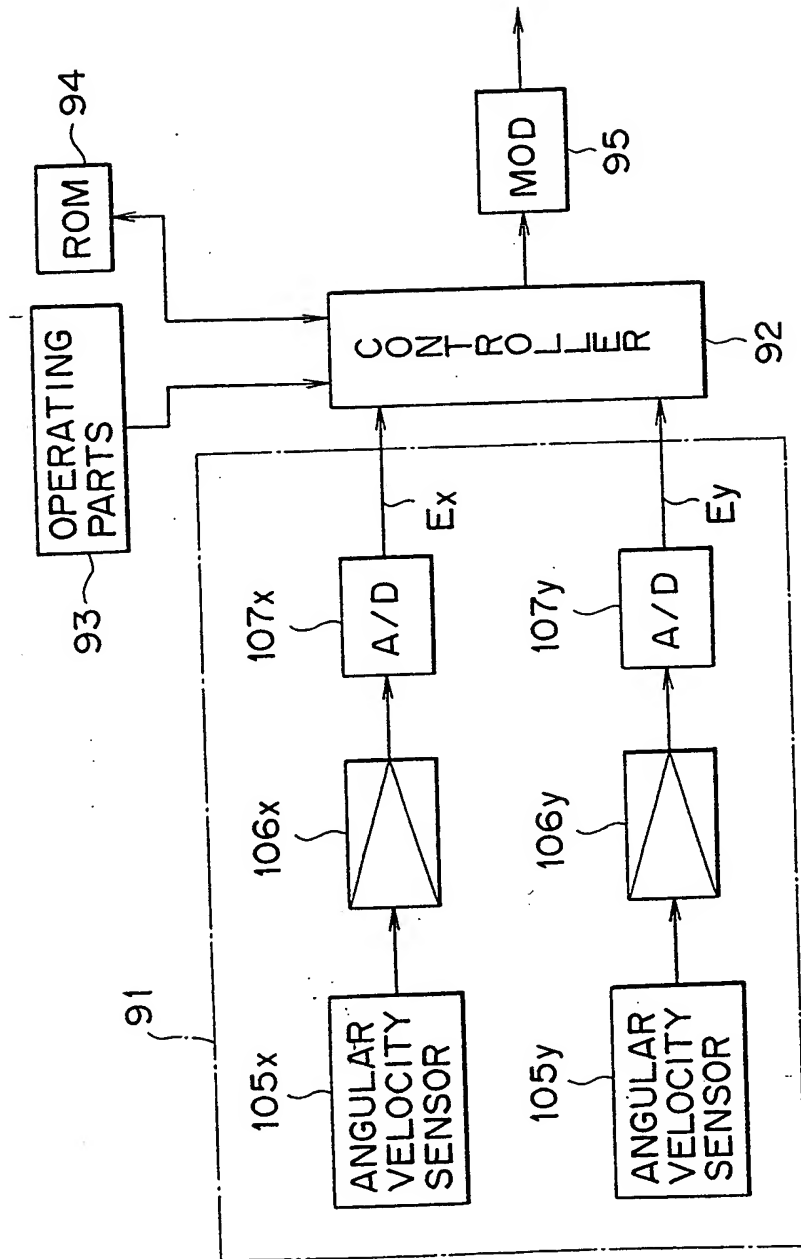 94
ROM
OPERATING
PARTS
93
MOD
95
CONTROLLER
92
91
107x
A/D
Ex
106x
105x
ANGULAR
VELOCITY
SENSOR
107y
A/D
Ey
106y
105y
ANGULAR
VELOCITY
SENSOR